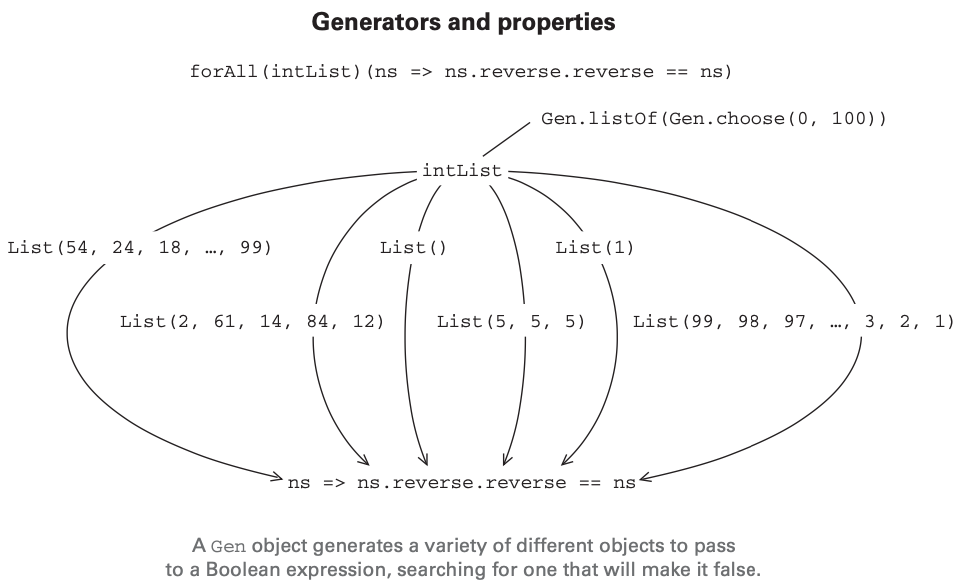 Generators and properties
forAll(intList)(ns => ns.reverse.reverse == ns)
Gen.listOf(Gen.choose(0, 100))
intList
List(54, 24, 18, …, 99)
List()
List(1)
List(2, 61, 14, 84, 12)
List(5, 5, 5)
List(99, 98, 97, …, 3, 2, 1)
ns => ns.reverse.reverse == ns
A Gen object generates a variety of different objects to pass
to a Boolean expression, searching for one that will make it false.